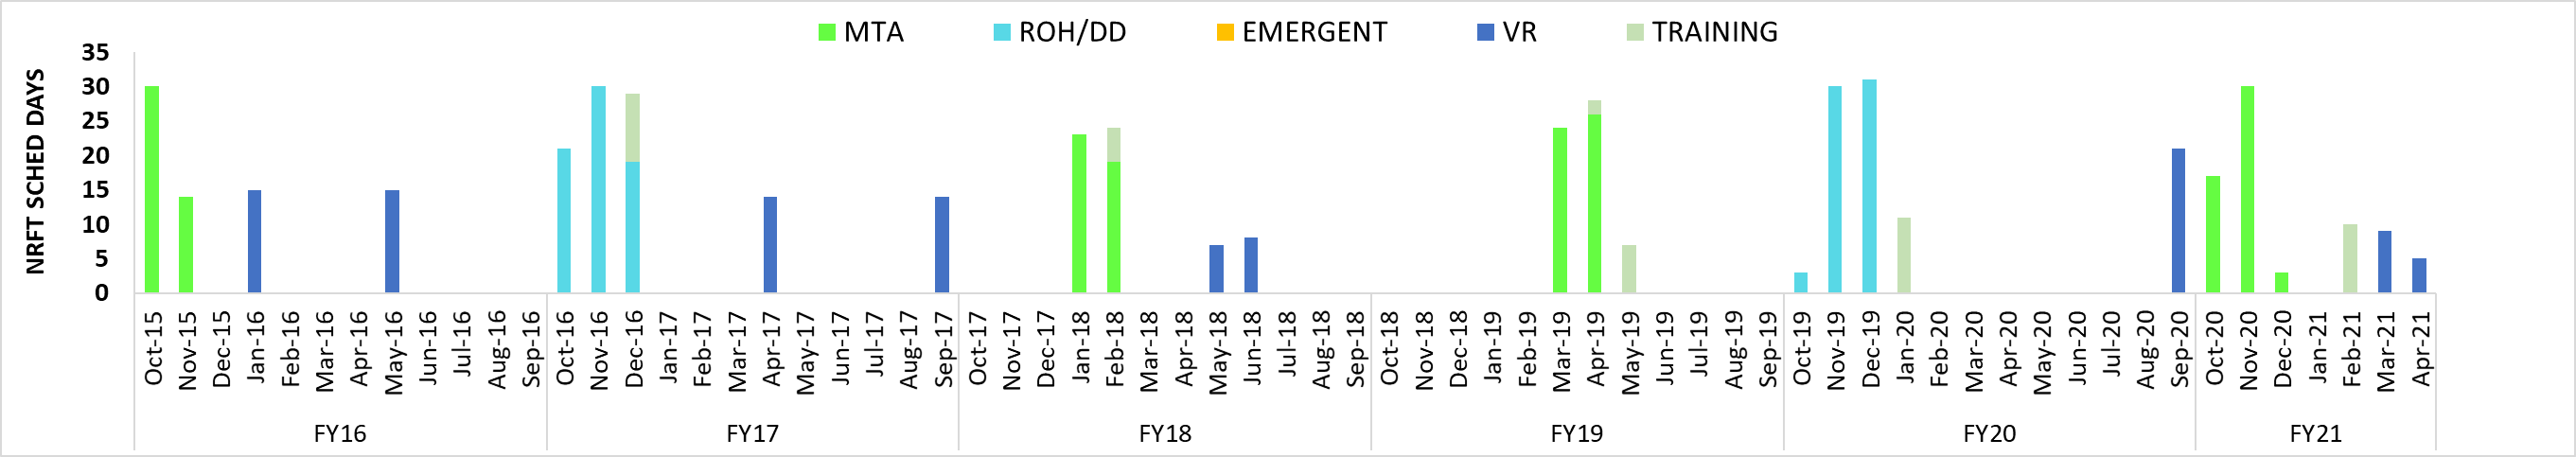 MTA ROH/DD EMERGENT VR TRAINING
NRFT SCHED DAYS
35
30
25
20
15
10
5
0
Oct-15 Nov-15 Dec-15 Jan-16 Feb-16 Mar-16 Apr-16 May-16 Jun-16 Jul-16 Aug-16 Sep-16 Oct-16 Nov-16 Dec-16 Jan-17 Feb-17 Mar-17 Apr-17 May-17 Jun-17 Jul-17 Aug-17 Sep-17 Oct-17 Nov-17 Dec-17 Jan-18 Feb-18 Mar-18 Apr-18 May-18 Jun-18 Jul-18 Aug-18 Sep-18 Oct-18 Nov-18 Dec-18 Jan-19 Feb-19 Mar-19 Apr-19 May-19 Jun-19 Jul-19 Aug-19 Sep-19 Oct-19 Nov-19 Dec-19 Jan-20 Feb-20 Mar-20 Apr-20 May-20 Jun-20 Jul-20 Aug-20 Sep-20 Oct-20 Nov-20 Dec-20 Jan-21 Feb-21 Mar-21 Apr-21
FY16 FY17 FY18 FY19 FY20 FY21